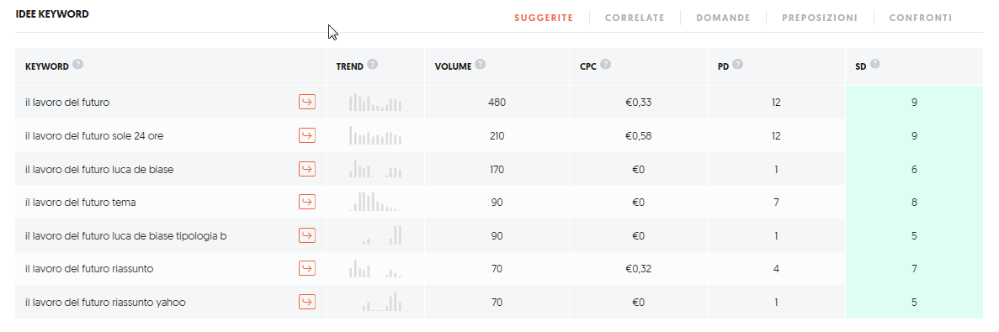 IDEE KEYWORD
SUGGERITE CORRELATE DOMANDE PREPOSIZIONI CONFRONTI
KEYWORD ? TREND ? VOLUME ? CPC ? PD ? SD ?
il lavoro del futuro 480 €0,33 12 9
il lavoro del futuro sole 24 ore 210 €0,58 12 9
il lavoro del futuro luca de biase 170 €0 1 6
il lavoro del futuro tema 90 €0 7 8
il lavoro del futuro luca de biase tipologia b 90 €0 1 5
il lavoro del futuro riassunto 70 €0,32 4 7
il lavoro del futuro riassunto yahoo 70 €0 1 5